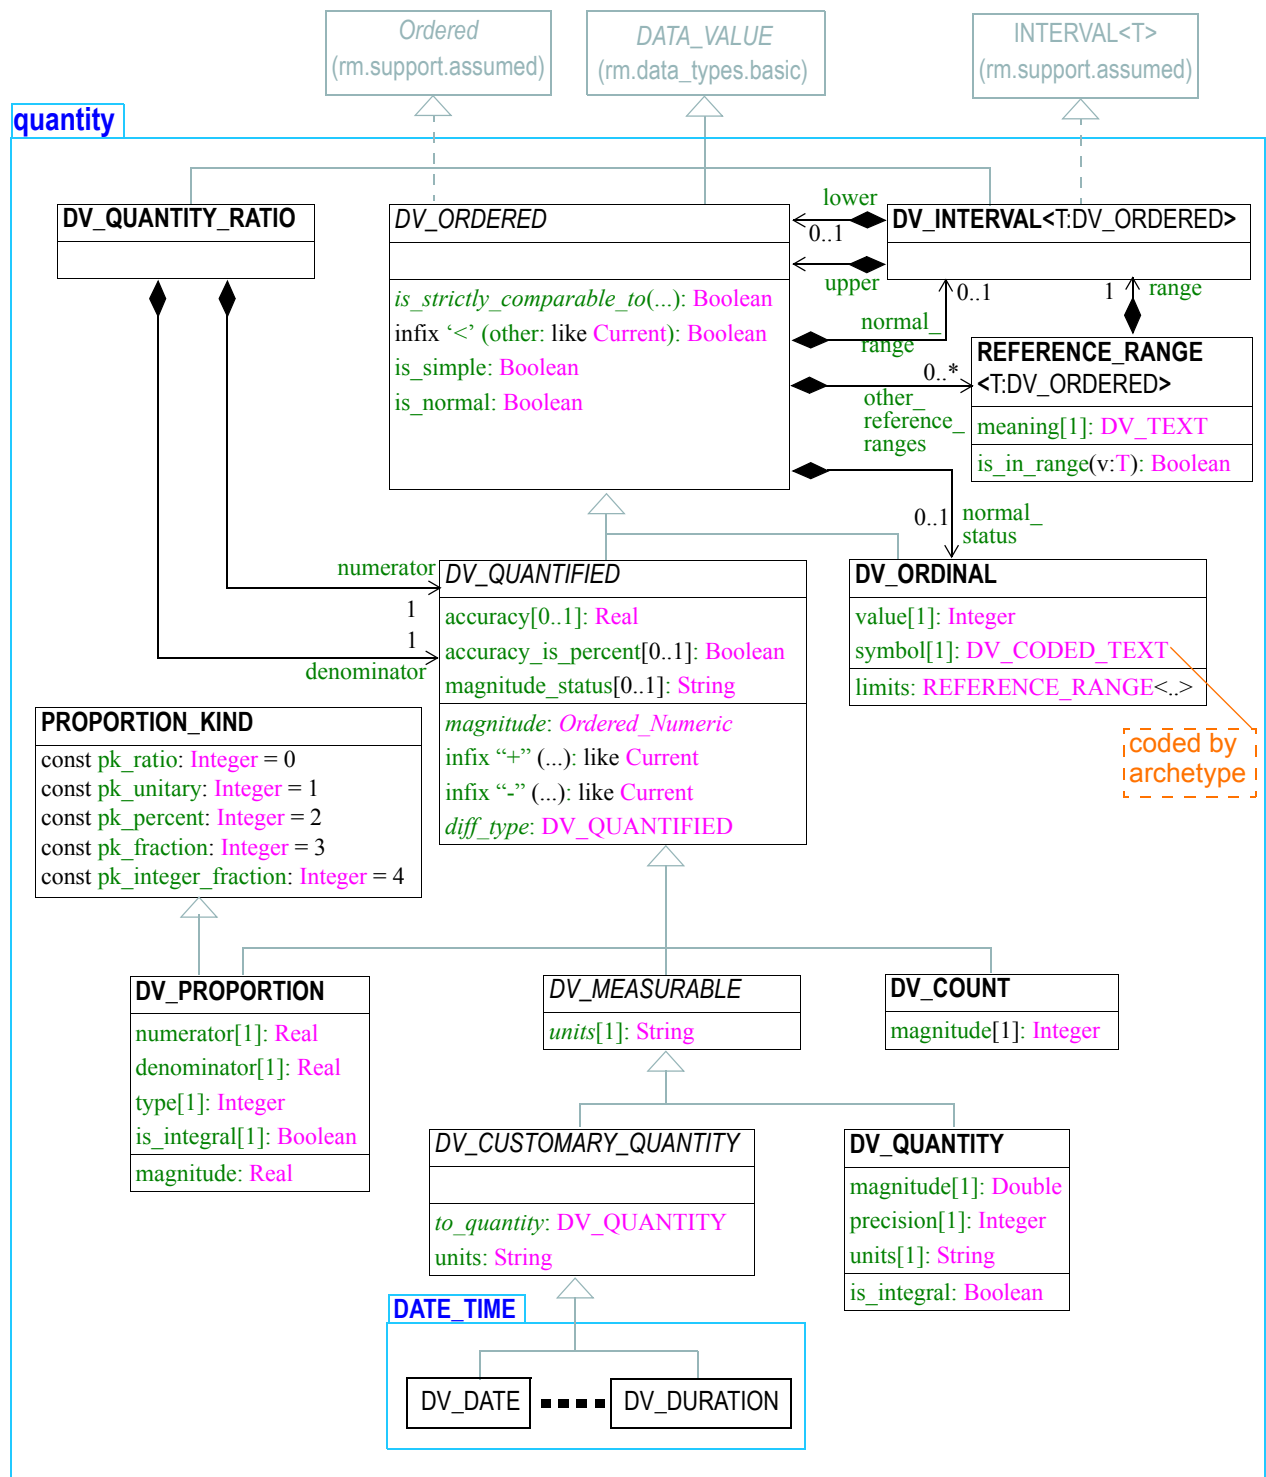 Ordered
(rm.support.assumed)
DATA_VALUE
(rm.data_types.basic)
INTERVAL<T>
(rm.support.assumed)
quantity
DV_QUANTITY_RATIO
DV_ORDERED
is_strictly_comparable_to(...): Boolean
infix ‘<’ (other: like Current): Boolean
is_simple: Boolean
is_normal: Boolean
lower
0..1
upper
DV_INTERVAL<T:DV_ORDERED>
0..1
normal_
range
1
range
0..*
other_
reference_
ranges
REFERENCE_RANGE
<T:DV_ORDERED>
meaning[1]: DV_TEXT
is_in_range(v:T): Boolean
0..1
normal_
status
numerator
1
1
denominator
DV_QUANTIFIED
accuracy[0..1]: Real
accuracy_is_percent[0..1]: Boolean
magnitude_status[0..1]: String
magnitude: Ordered_Numeric
infix “+” (...): like Current
infix “-” (...): like Current
diff_type: DV_QUANTIFIED
DV_ORDINAL
value[1]: Integer
symbol[1]: DV_CODED_TEXT
limits: REFERENCE_RANGE<..>
coded by
archetype
PROPORTION_KIND
const pk_ratio: Integer = 0
const pk_unitary: Integer = 1
const pk_percent: Integer = 2
const pk_fraction: Integer = 3
const pk_integer_fraction: Integer = 4
DV_PROPORTION
numerator[1]: Real
denominator[1]: Real
type[1]: Integer
is_integral[1]: Boolean
magnitude: Real
DV_MEASURABLE
units[1]: String
DV_COUNT
magnitude[1]: Integer
DV_CUSTOMARY_QUANTITY
to_quantity: DV_QUANTITY
units: String
DV_QUANTITY
magnitude[1]: Double
precision[1]: Integer
units[1]: String
is_integral: Boolean
DATE_TIME
DV_DATE
DV_DURATION